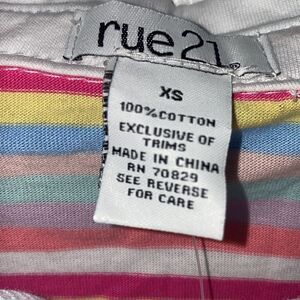 rue21
XS
100%COTTON
EXCLUSIVE OF
TRIMS
MADE IN CHINA
RN 70829
SEE REVERSE
FOR CARE